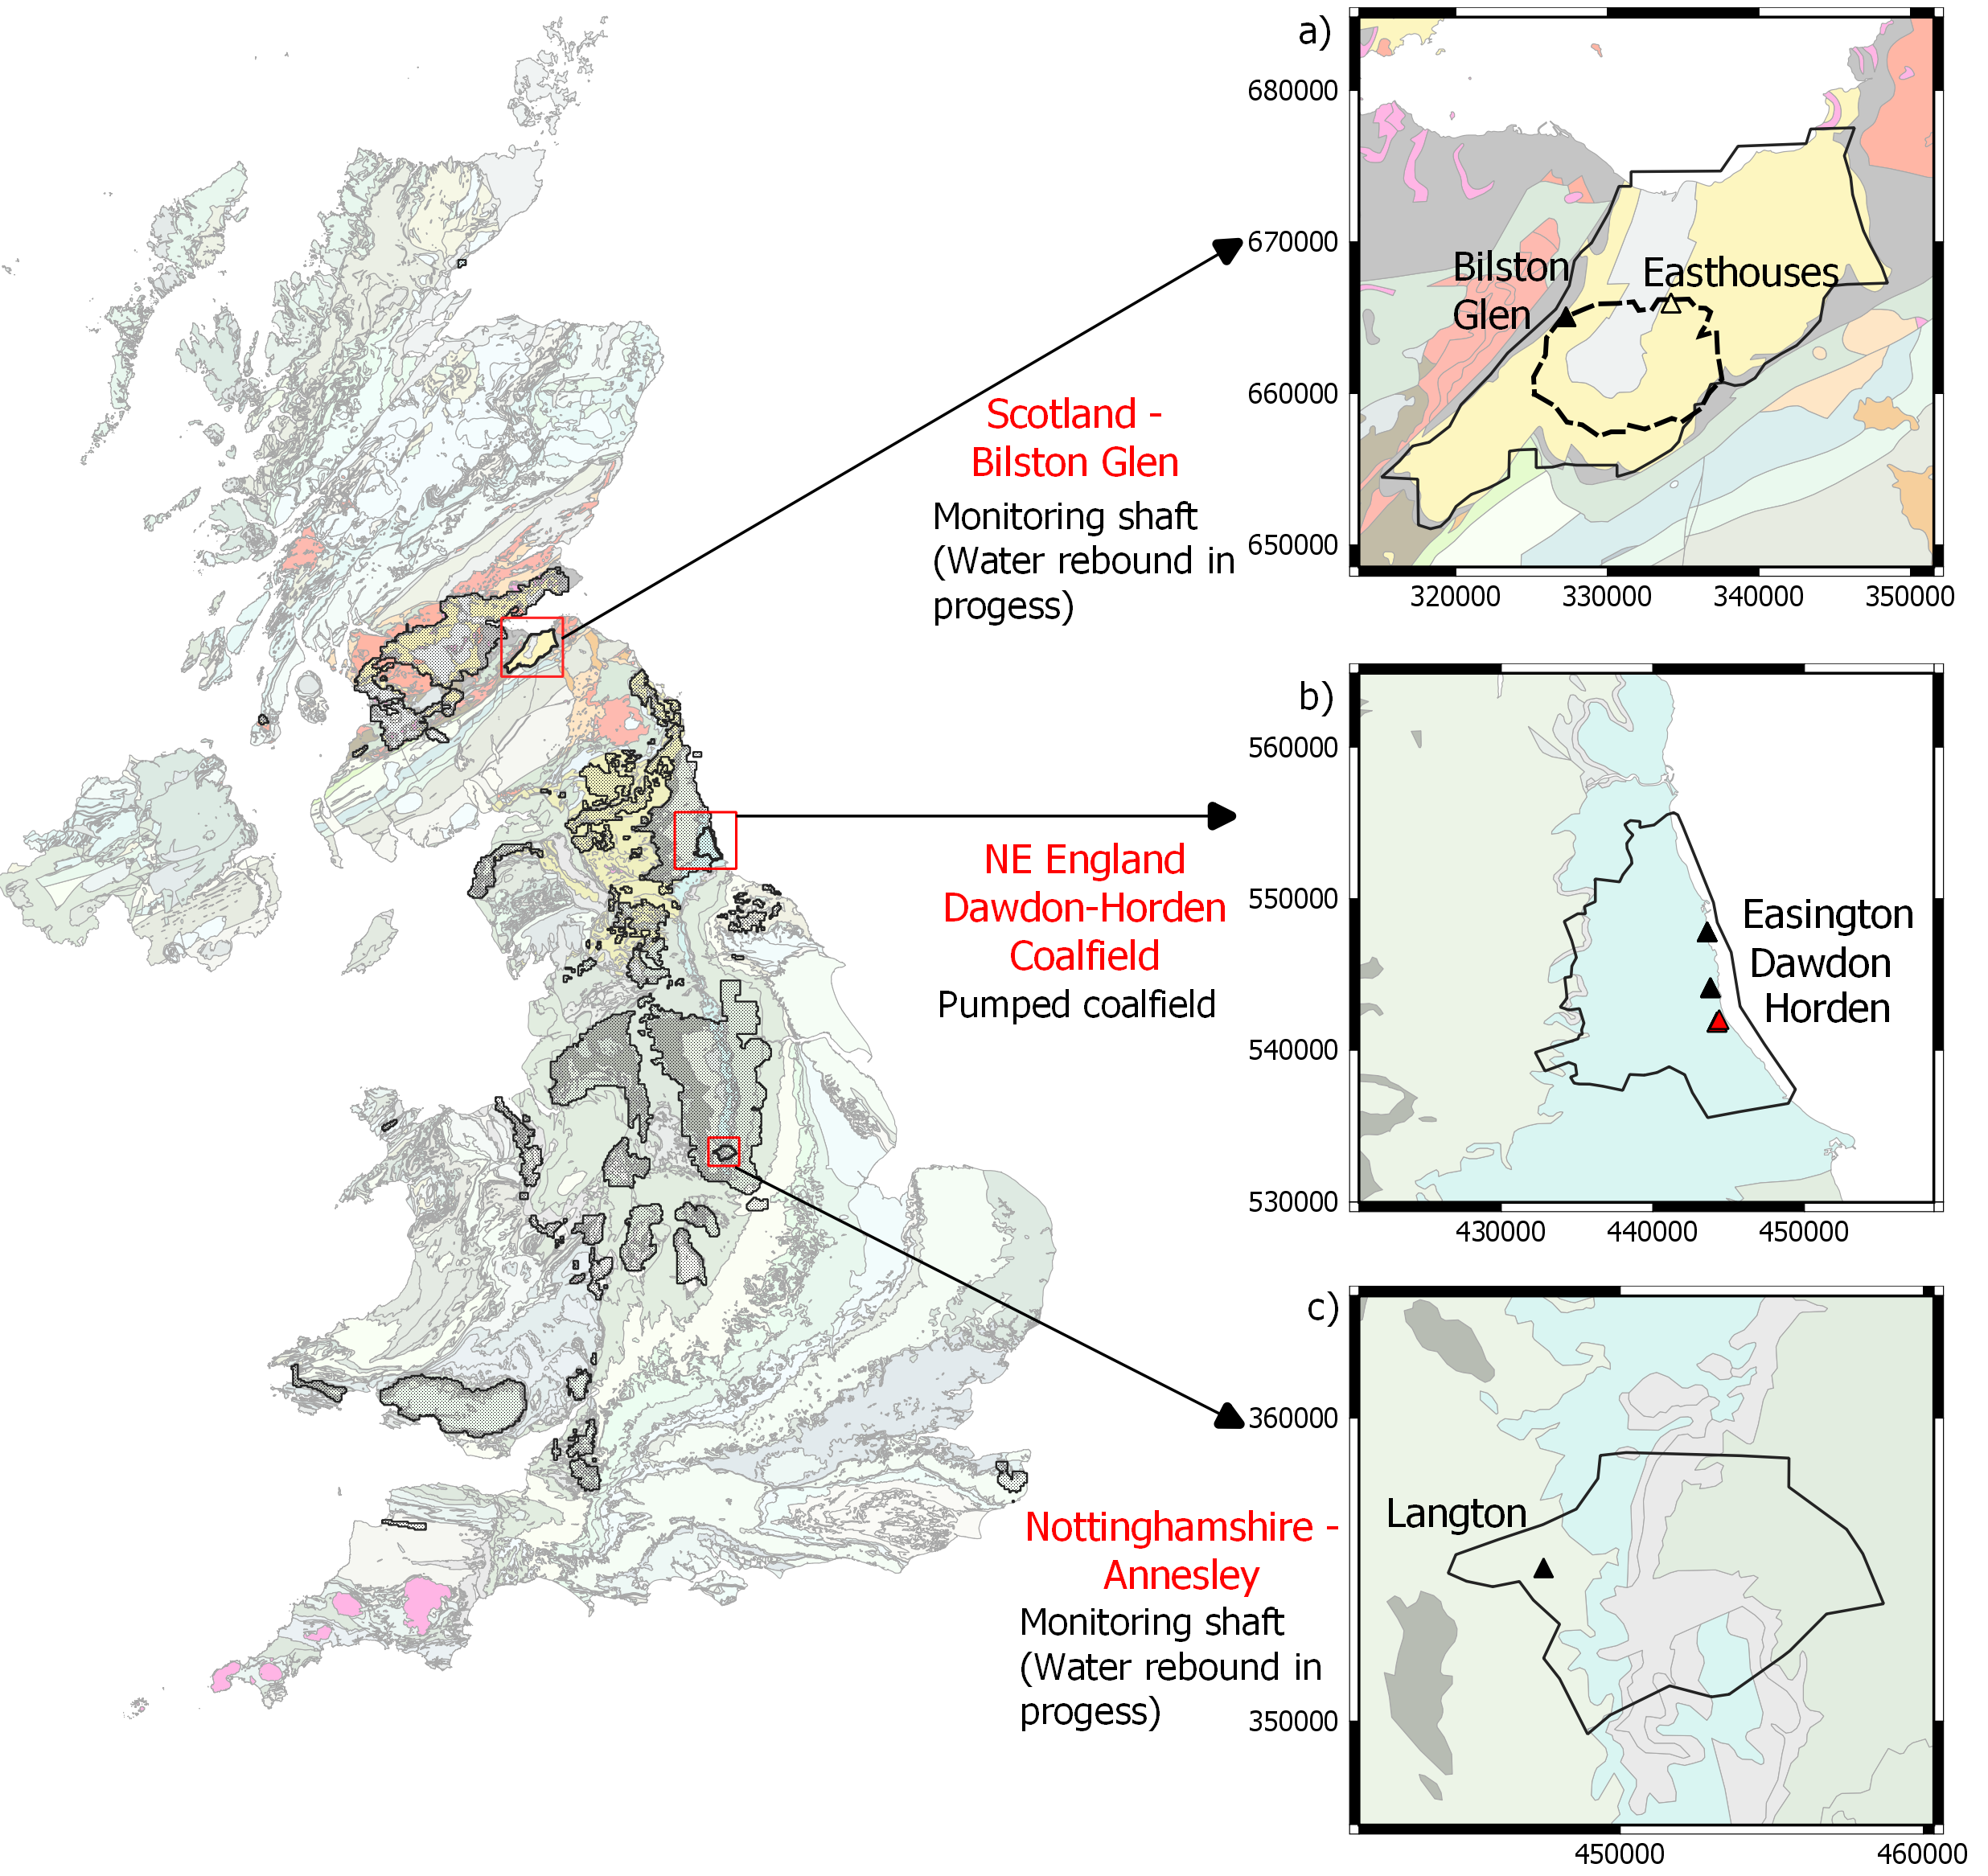 a)
680000
670000
660000
650000
Bilston
Glen
Easthouses
320000
330000
340000
350000
Scotland -
Bilston Glen
Monitoring shaft
(Water rebound in
progess)
b)
560000
550000
540000
530000
Easington
Dawdon
Horden
430000
440000
450000
NE England
Dawdon-Horden
Coalfield
Pumped coalfield
c)
360000
350000
Langton
450000
460000
Nottinghamshire -
Annesley
Monitoring shaft
(Water rebound in
progess)